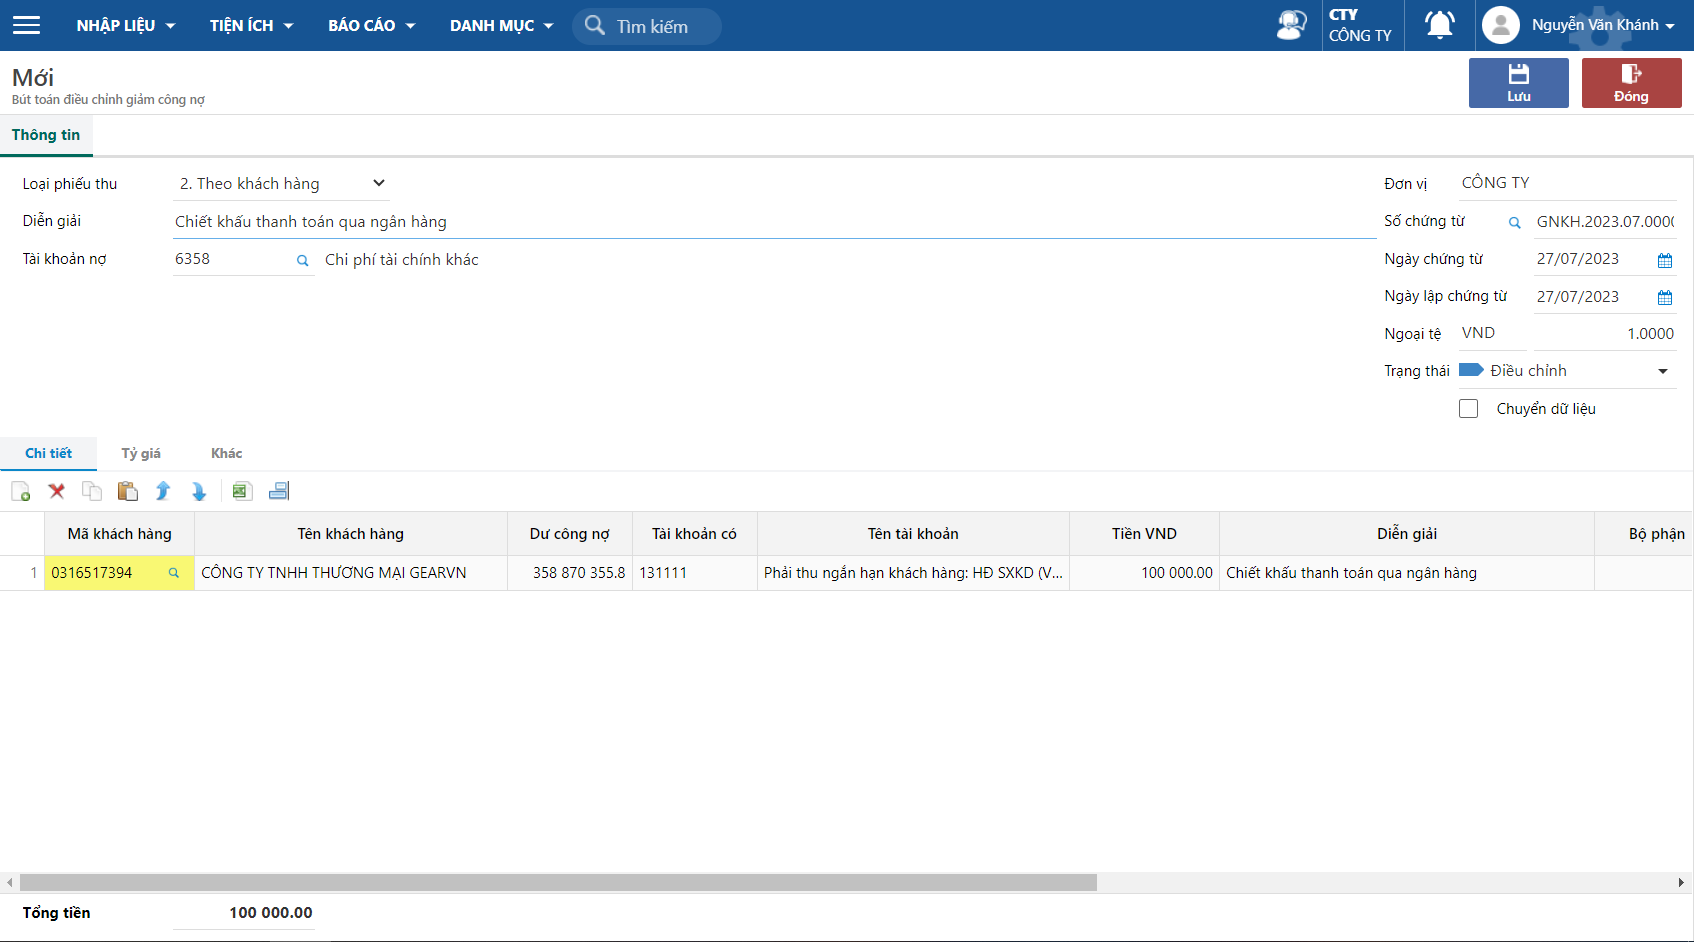 NHẬP LIỆU
TIỆN ÍCH
BÁO CÁO
DANH MỤC
Tìm kiếm
CTY
CÔNG TY
Nguyễn Văn Khánh
Mới
Bút toán điều chỉnh giảm công nợ
Lưu
Đóng
Thông tin
Loại phiếu thu
2. Theo khách hàng
Đơn vị
CÔNG TY
Diễn giải
Chiết khấu thanh toán qua ngân hàng
Số chứng từ
GNKH.2023.07.000
Tài khoản nợ
6358
Chi phí tài chính khác
Ngày chứng từ
27/07/2023
Ngày lập chứng từ
27/07/2023
Ngoại tệ
VND
1.0000
Trạng thái
Điều chỉnh
Chuyển dữ liệu
Chi tiết
Tỷ giá
Khác
Mã khách hàng
Tên khách hàng
Dư công nợ
Tài khoản có
Tên tài khoản
Tiền VND
Diễn giải
Bộ phận
1
0316517394
CÔNG TY TNHH THƯƠNG MẠI GEARVN
358 870 355.8
131111
Phải thu ngắn hạn khách hàng: HĐ SXKD (V...
100 000.00
Chiết khấu thanh toán qua ngân hàng
Tổng tiền
100 000.00